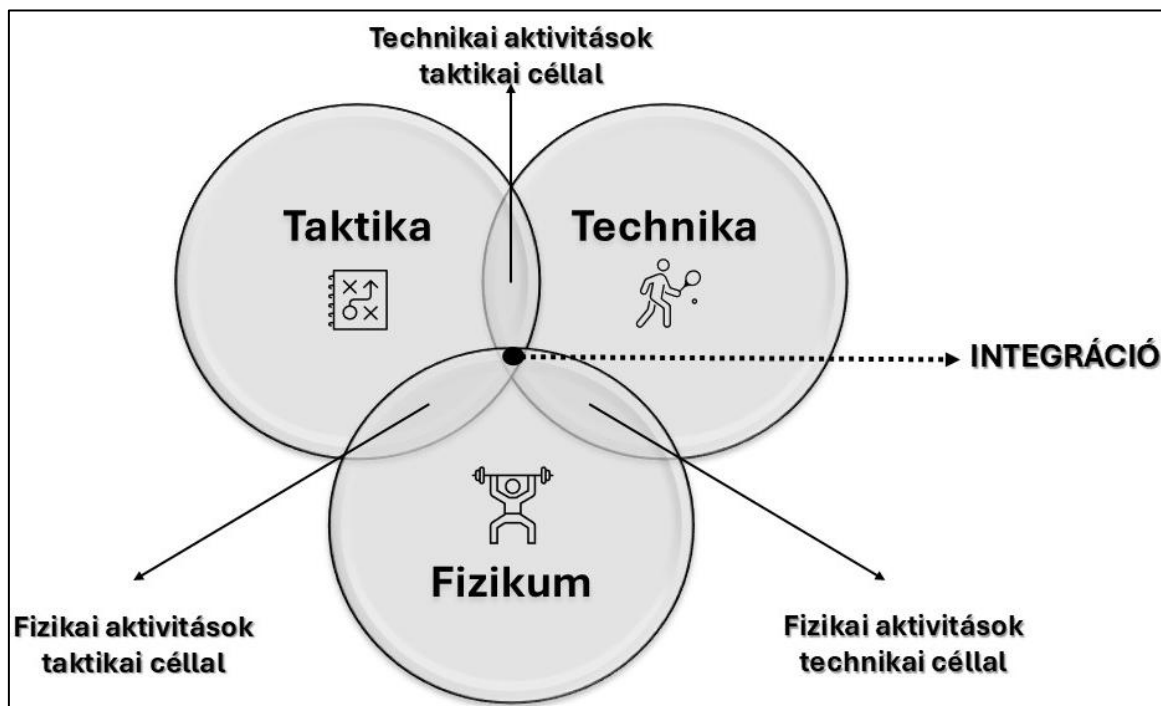 Technikai aktivitások
taktikai céllal
Taktika
Technika
INTEGRÁCIÓ
Fizikum
Fizikai aktivitások
taktikai céllal
Fizikai aktivitások
technikai céllal